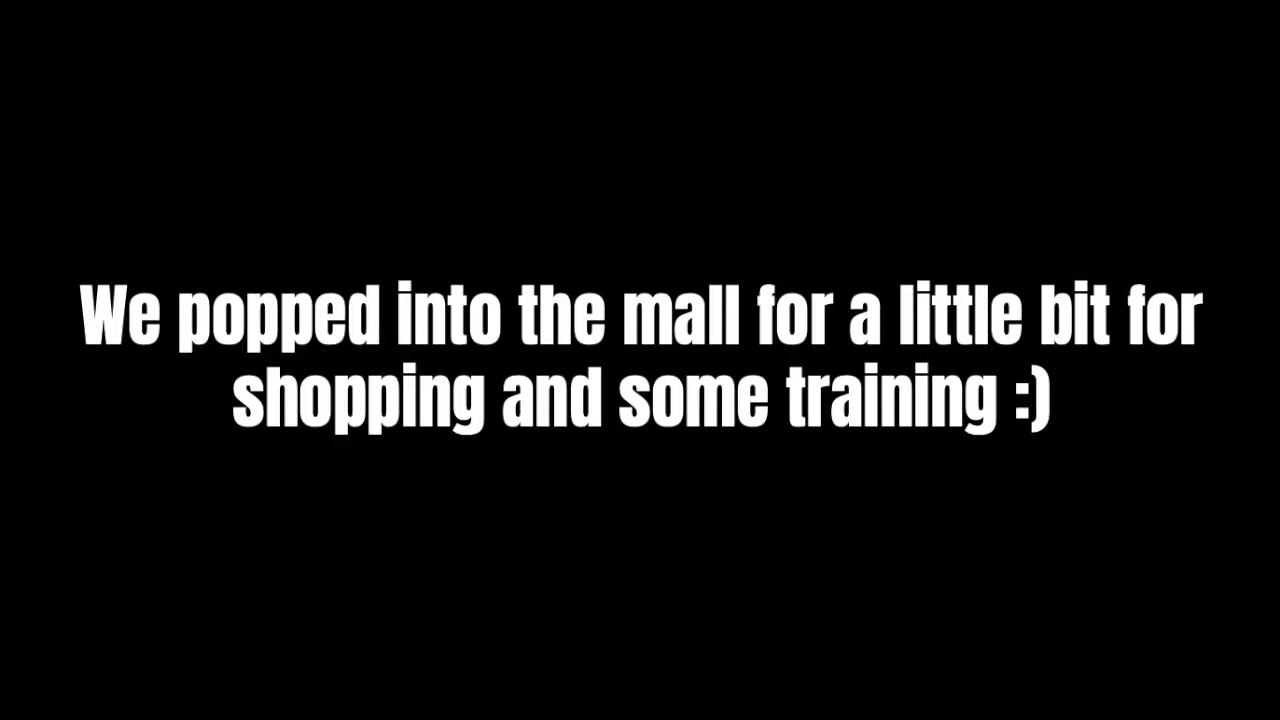 We popped into the mall for a little bit for
shopping and some training :)